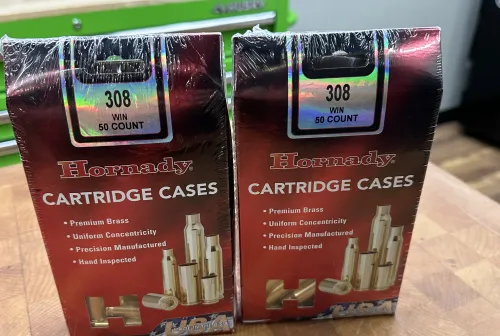 308
WIN
50 COUNT
Hornady®
CARTRIDGE CASES
• Premium Brass
• Uniform Concentricity
• Precision Manufactured
• Hand Inspected
H
308
WIN
50 COUNT
Hornady®
CARTRIDGE CASES
• Premium Brass
• Uniform Concentricity
• Precision Manufactured
• Hand Inspected
H